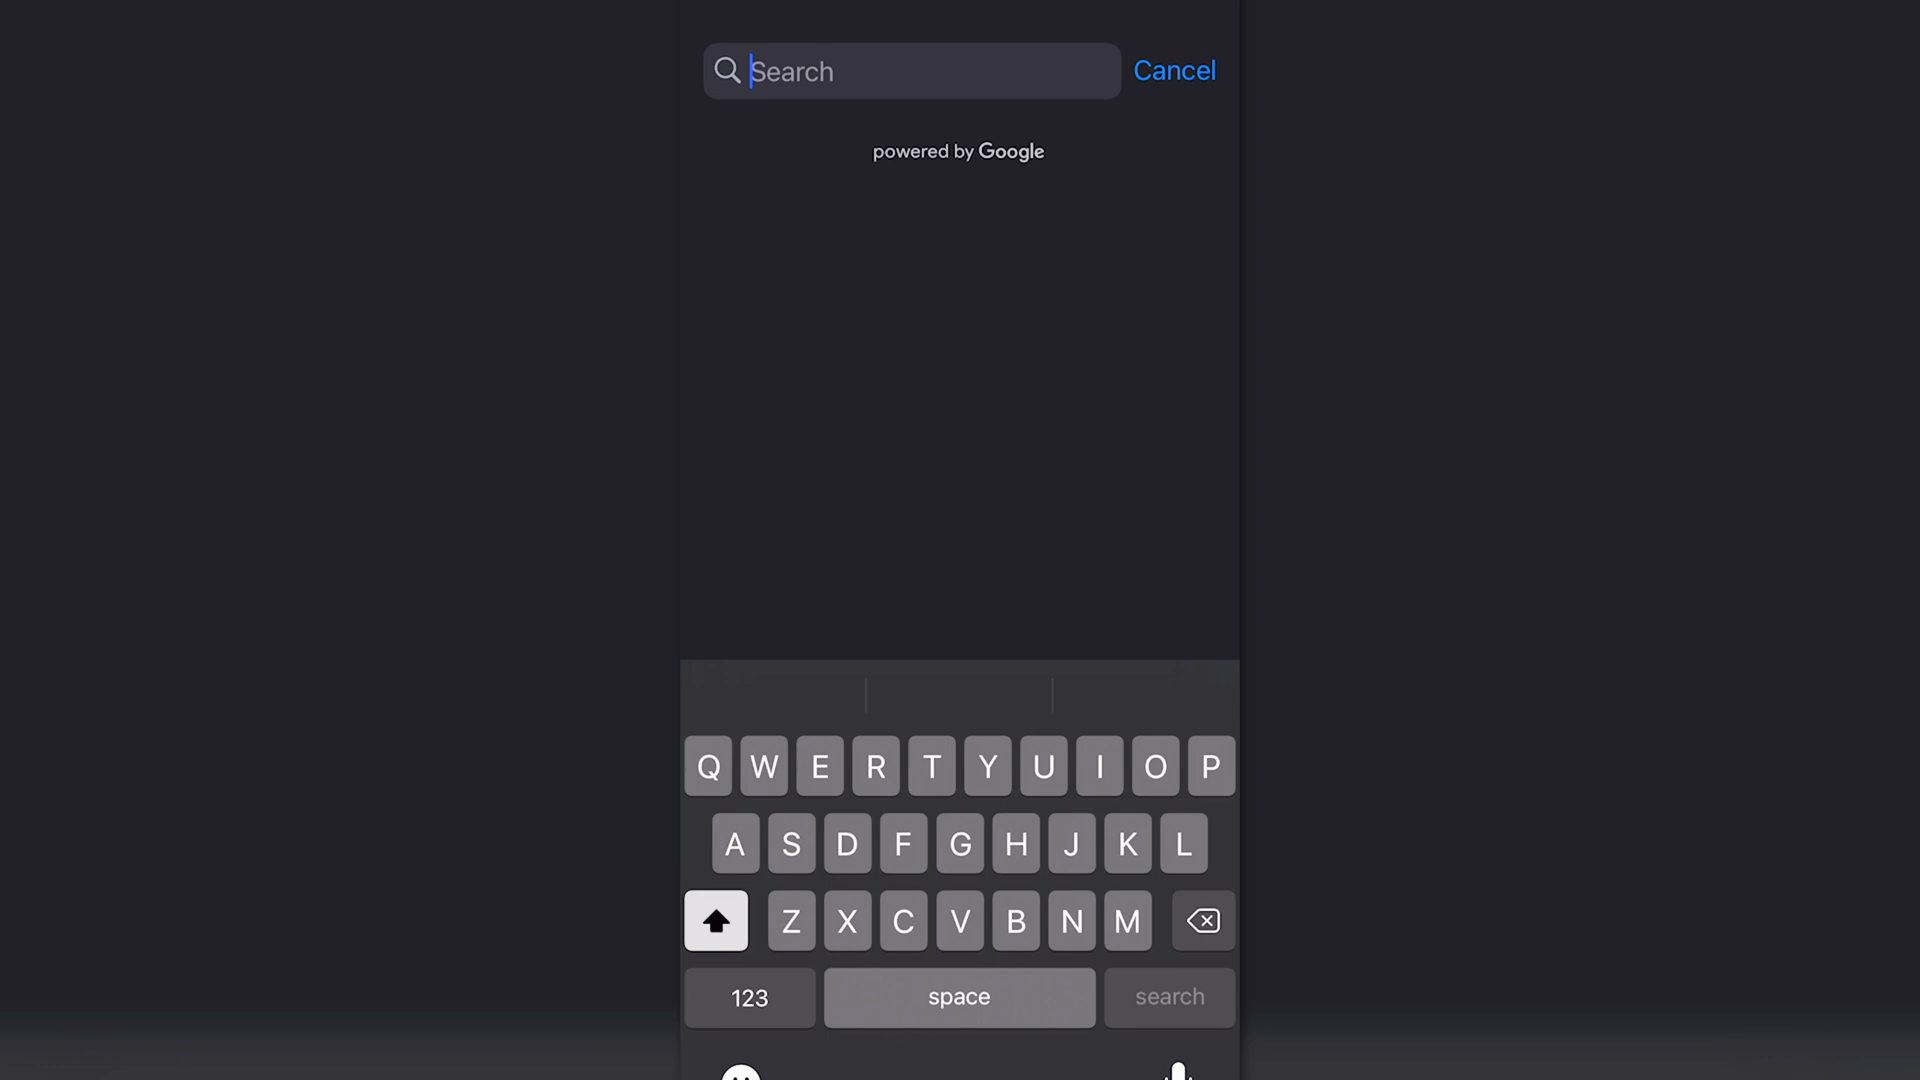 Search Cancel
powered by Google
Q W E R T Y U I O P
A S D F G H J K L
Z X C V B N M
123 space search